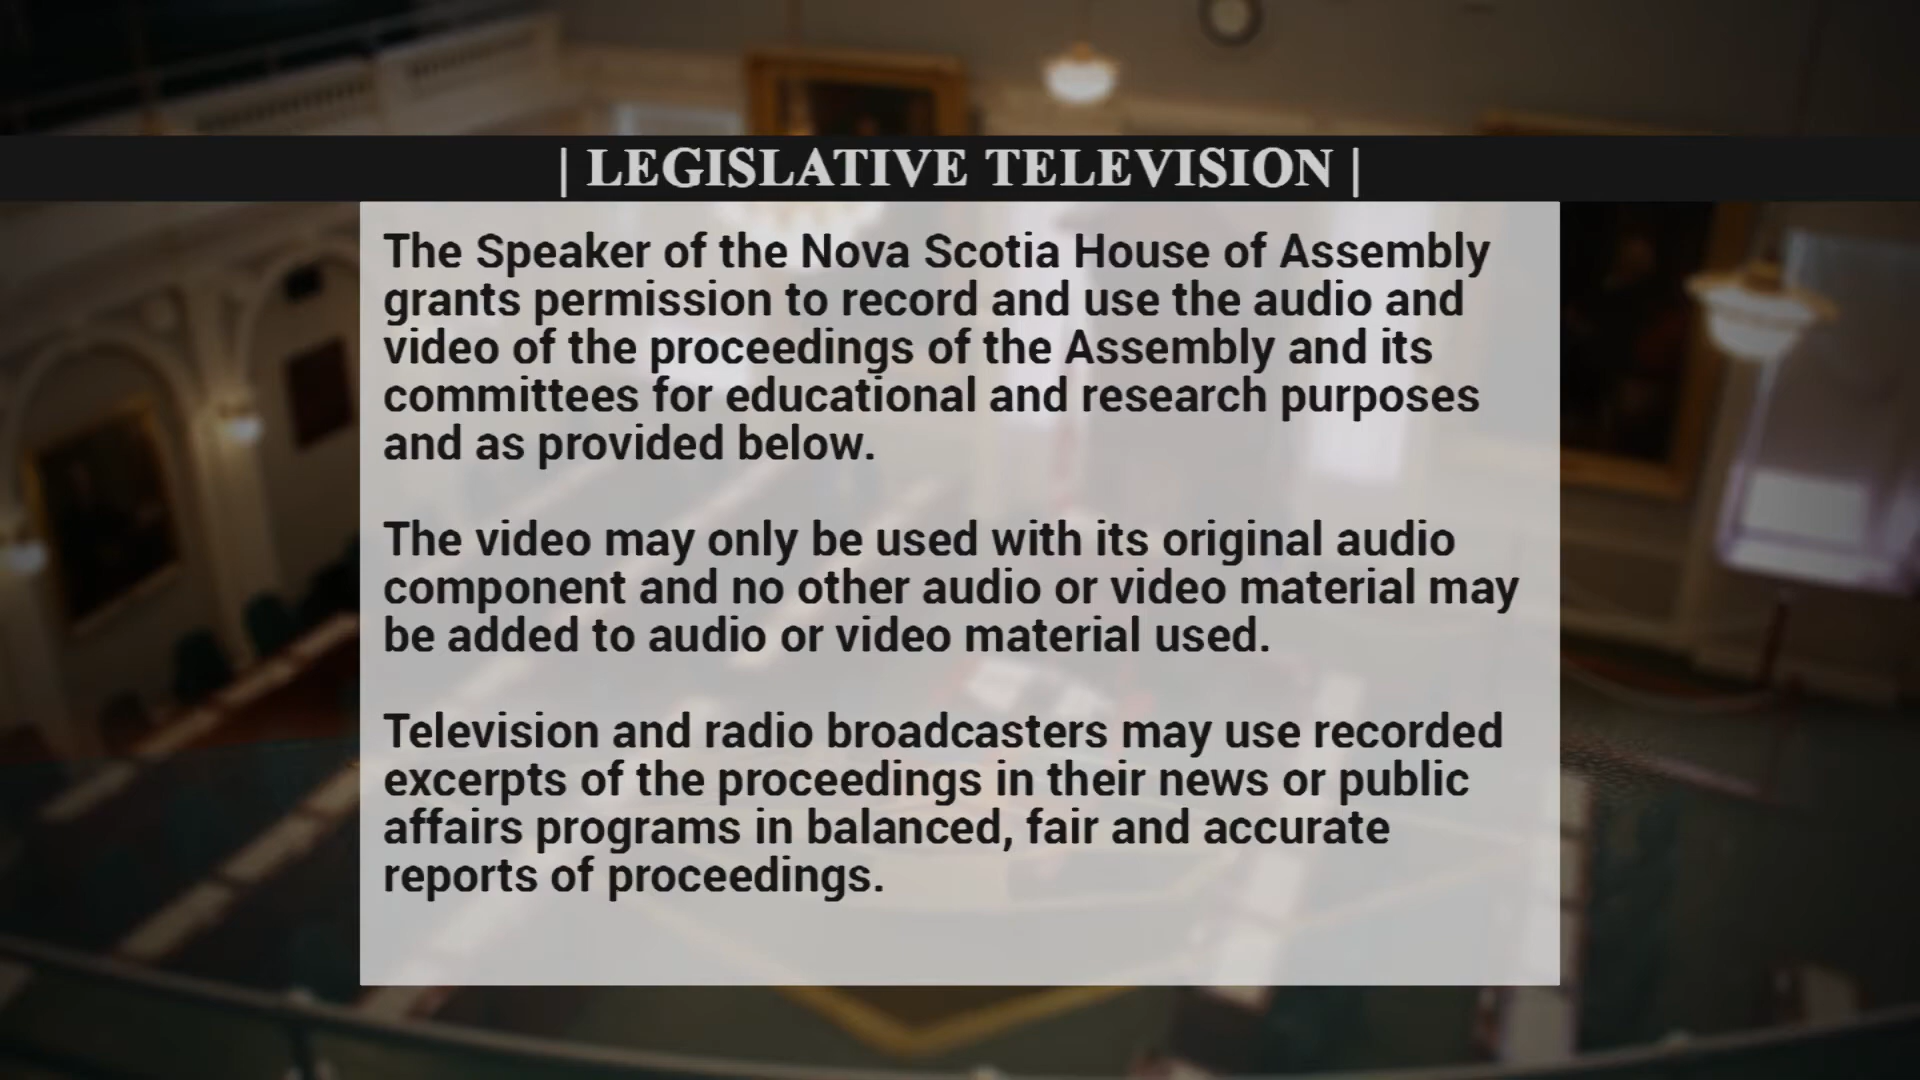 | LEGISLATIVE TELEVISION |
The Speaker of the Nova Scotia House of Assembly
grants permission to record and use the audio and
video of the proceedings of the Assembly and its
committees for educational and research purposes
and as provided below.
The video may only be used with its original audio
component and no other audio or video material may
be added to audio or video material used.
Television and radio broadcasters may use recorded
excerpts of the proceedings in their news or public
affairs programs in balanced, fair and accurate
reports of proceedings.